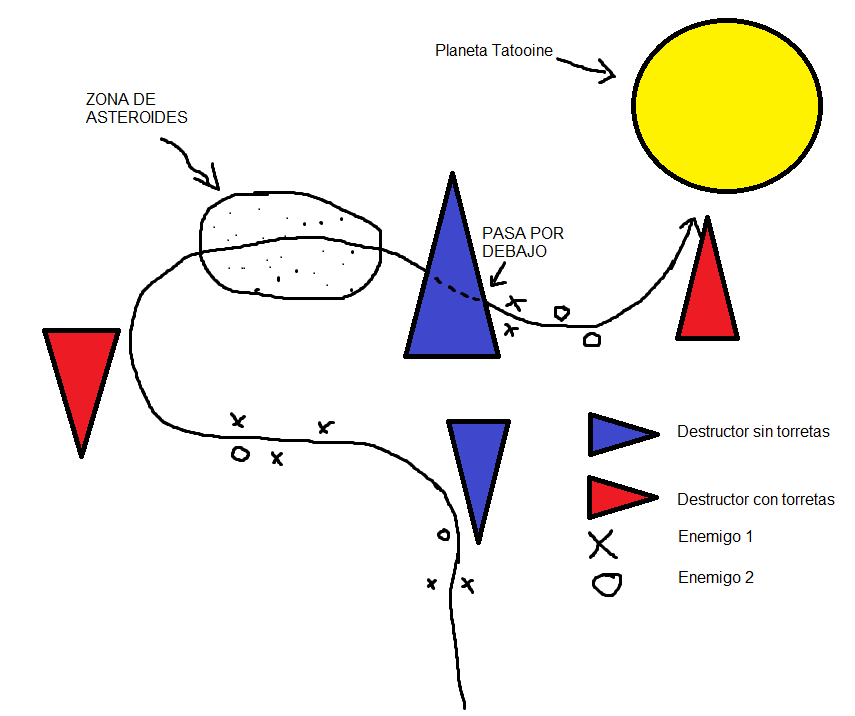 Planeta Tatooine
ZONA DE
ASTEROIDES
PASA POR
DEBAJO
Destructor sin torretas
Destructor con torretas
Enemigo 1
Enemigo 2